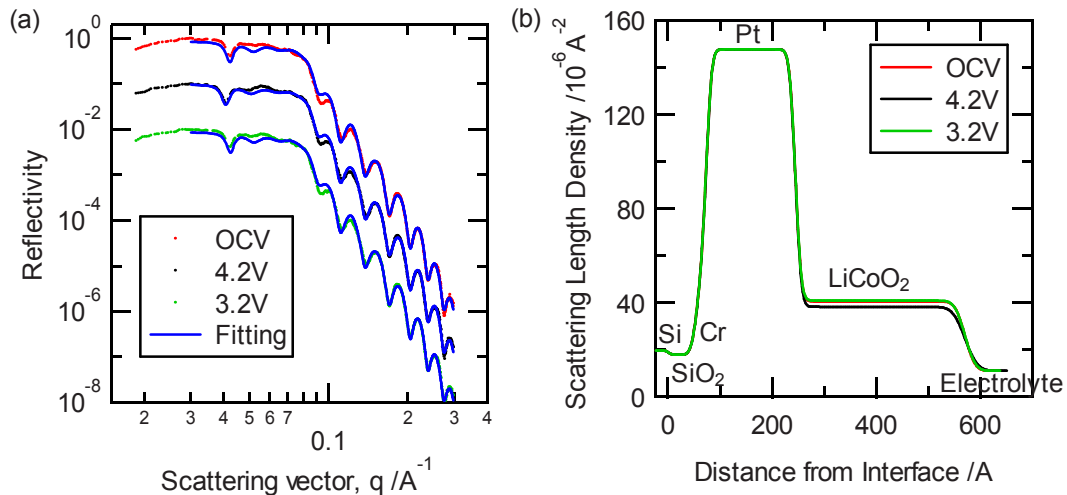 (a)
10⁰
10⁻²
10⁻⁴
10⁻⁶
10⁻⁸
Reflectivity
OCV
4.2V
3.2V
Fitting
2 3 4 5 6 7 2 3 4
0.1
Scattering vector, q /A⁻¹
(b)
160
120
80
40
0
Scattering Length Density /10⁻⁶A⁻²
Pt
OCV
4.2V
3.2V
LiCoO₂
Si
Cr
SiO₂
Electrolyte
0 200 400 600
Distance from Interface /A